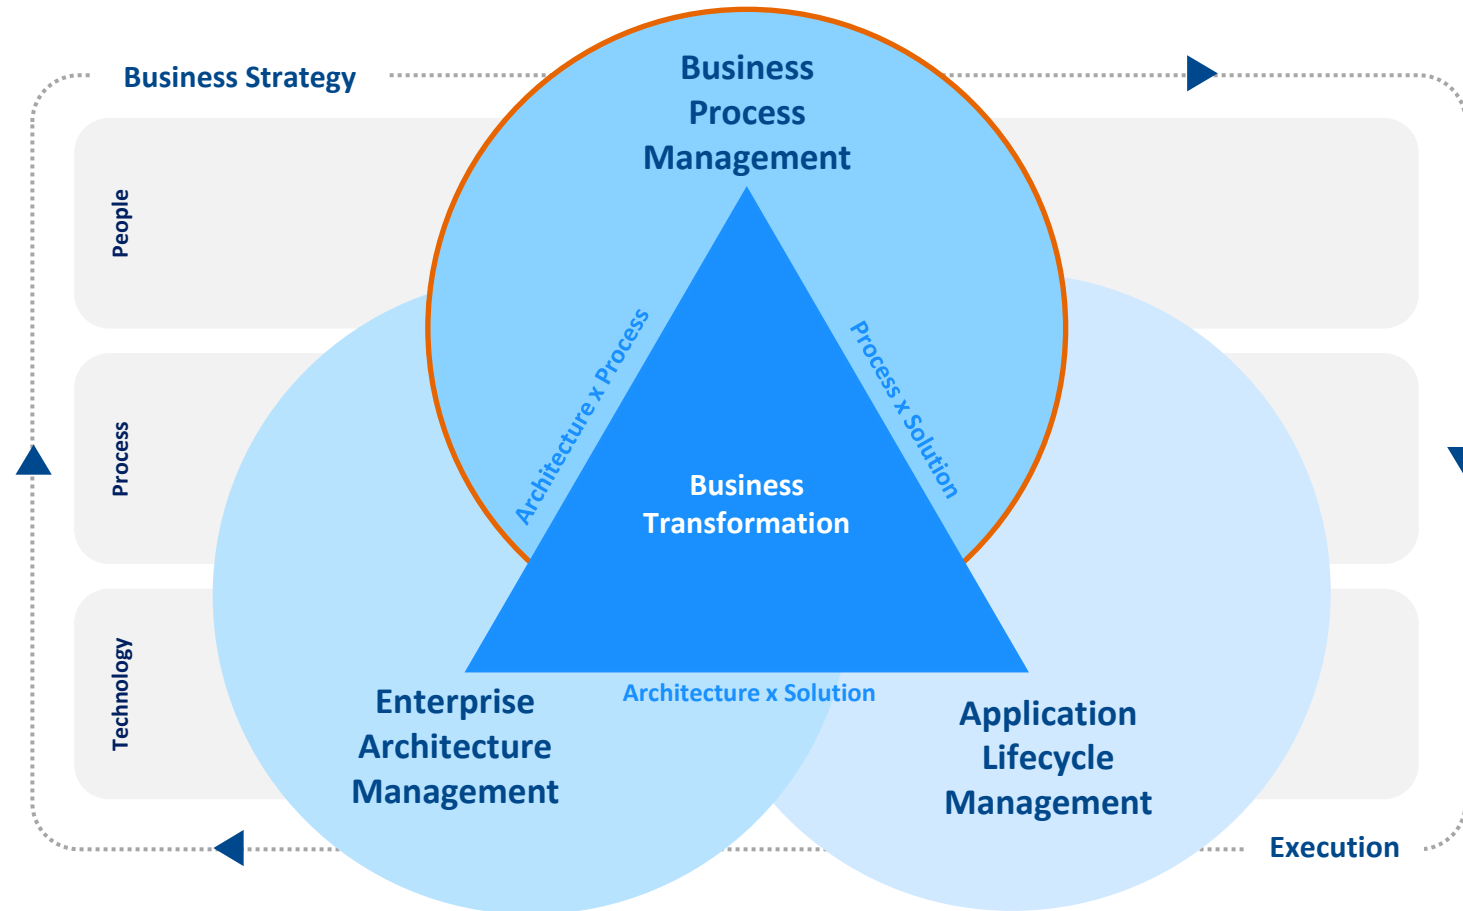 Business Strategy
Business
Process
Management
People
Process
Technology
Architecture x Process
Process x Solution
Business
Transformation
Architecture x Solution
Enterprise
Architecture
Management
Application
Lifecycle
Management
Execution